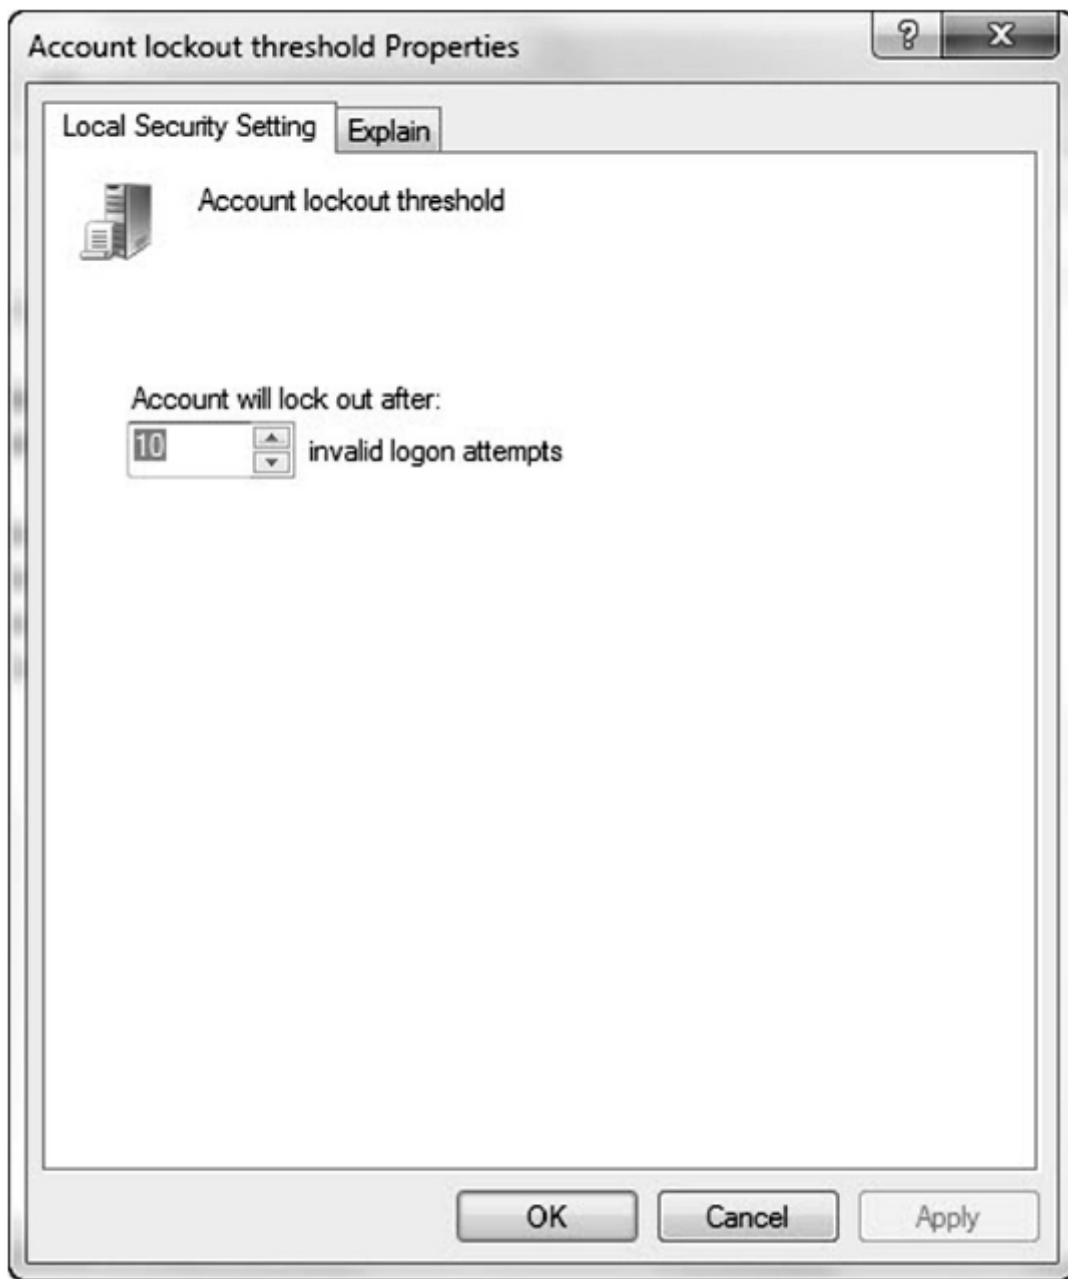 Account lockout threshold Properties
Local Security Setting
Explain
Account lockout threshold
Account will lock out after:
10 invalid logon attempts
OK Cancel Apply